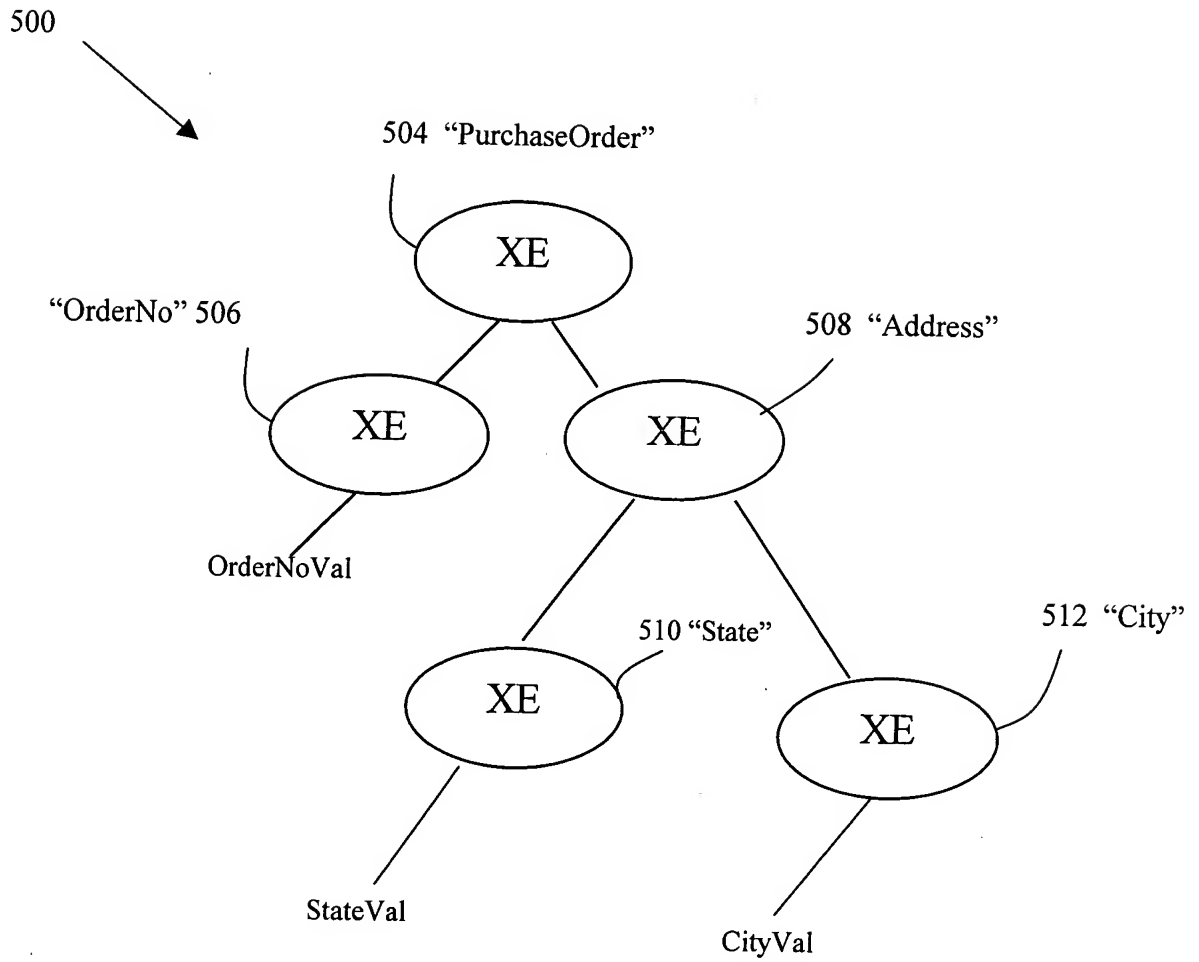 500
504 “PurchaseOrder”
XE
“OrderNo” 506
508 “Address”
XE
XE
OrderNoVal
510 “State”
512 “City”
XE
XE
StateVal
CityVal